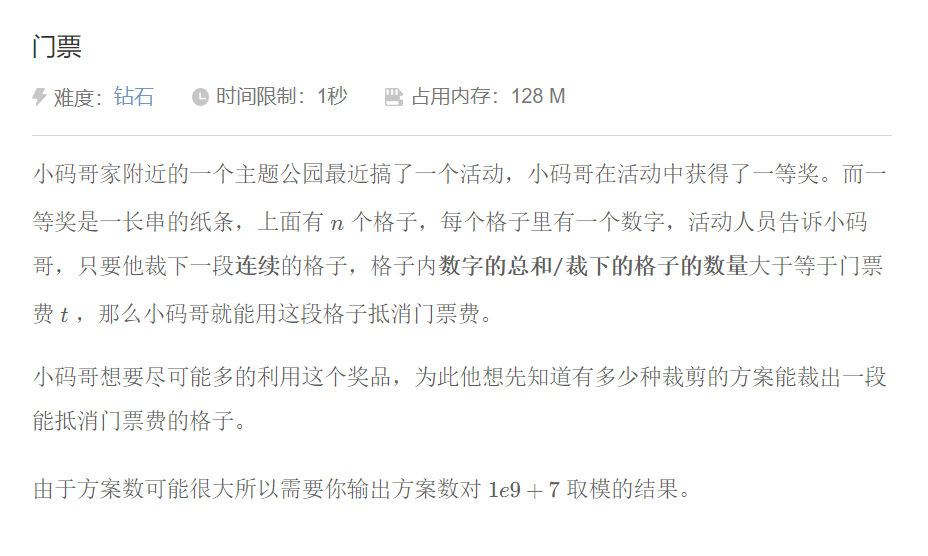 门票
难度：钻石 时间限制：1秒 占用内存：128 M
小码哥家附近的一个主题公园最近搞了一个活动，小码哥在活动中获得了一等奖。而一
等奖是一长串的纸条，上面有 n 个格子，每个格子里有一个数字，活动人员告诉小码
哥，只要他裁下一段连续的格子，格子内数字的总和/裁下的格子的数量大于等于门票
费 t ，那么小码哥就能用这段格子抵消门票费。
小码哥想要尽可能多的利用这个奖品，为此他想先知道有多少种裁剪的方案能裁出一段
能抵消门票费的格子。
由于方案数可能很大所以需要你输出方案数对 1e9 + 7 取模的结果。